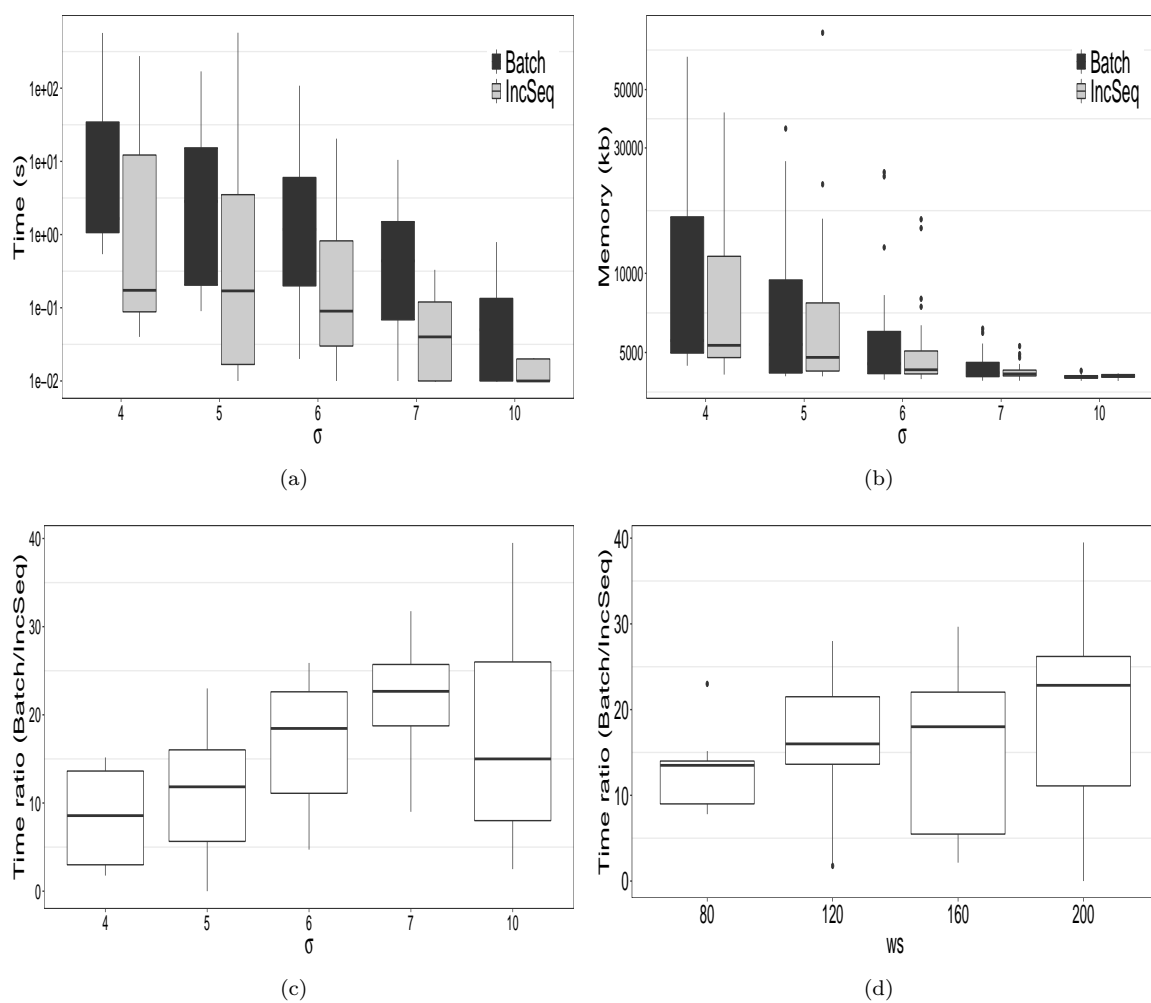 Batch
IncSeq
Time (s)
1e+02
1e+01
1e+00
1e−01
1e−02
4 5 6 7 10
σ
(a)
Batch
IncSeq
Memory (kb)
50000
30000
10000
5000
4 5 6 7 10
σ
(b)
Time ratio (Batch/IncSeq)
40
30
20
10
0
4 5 6 7 10
σ
(c)
Time ratio (Batch/IncSeq)
40
30
20
10
0
80 120 160 200
ws
(d)